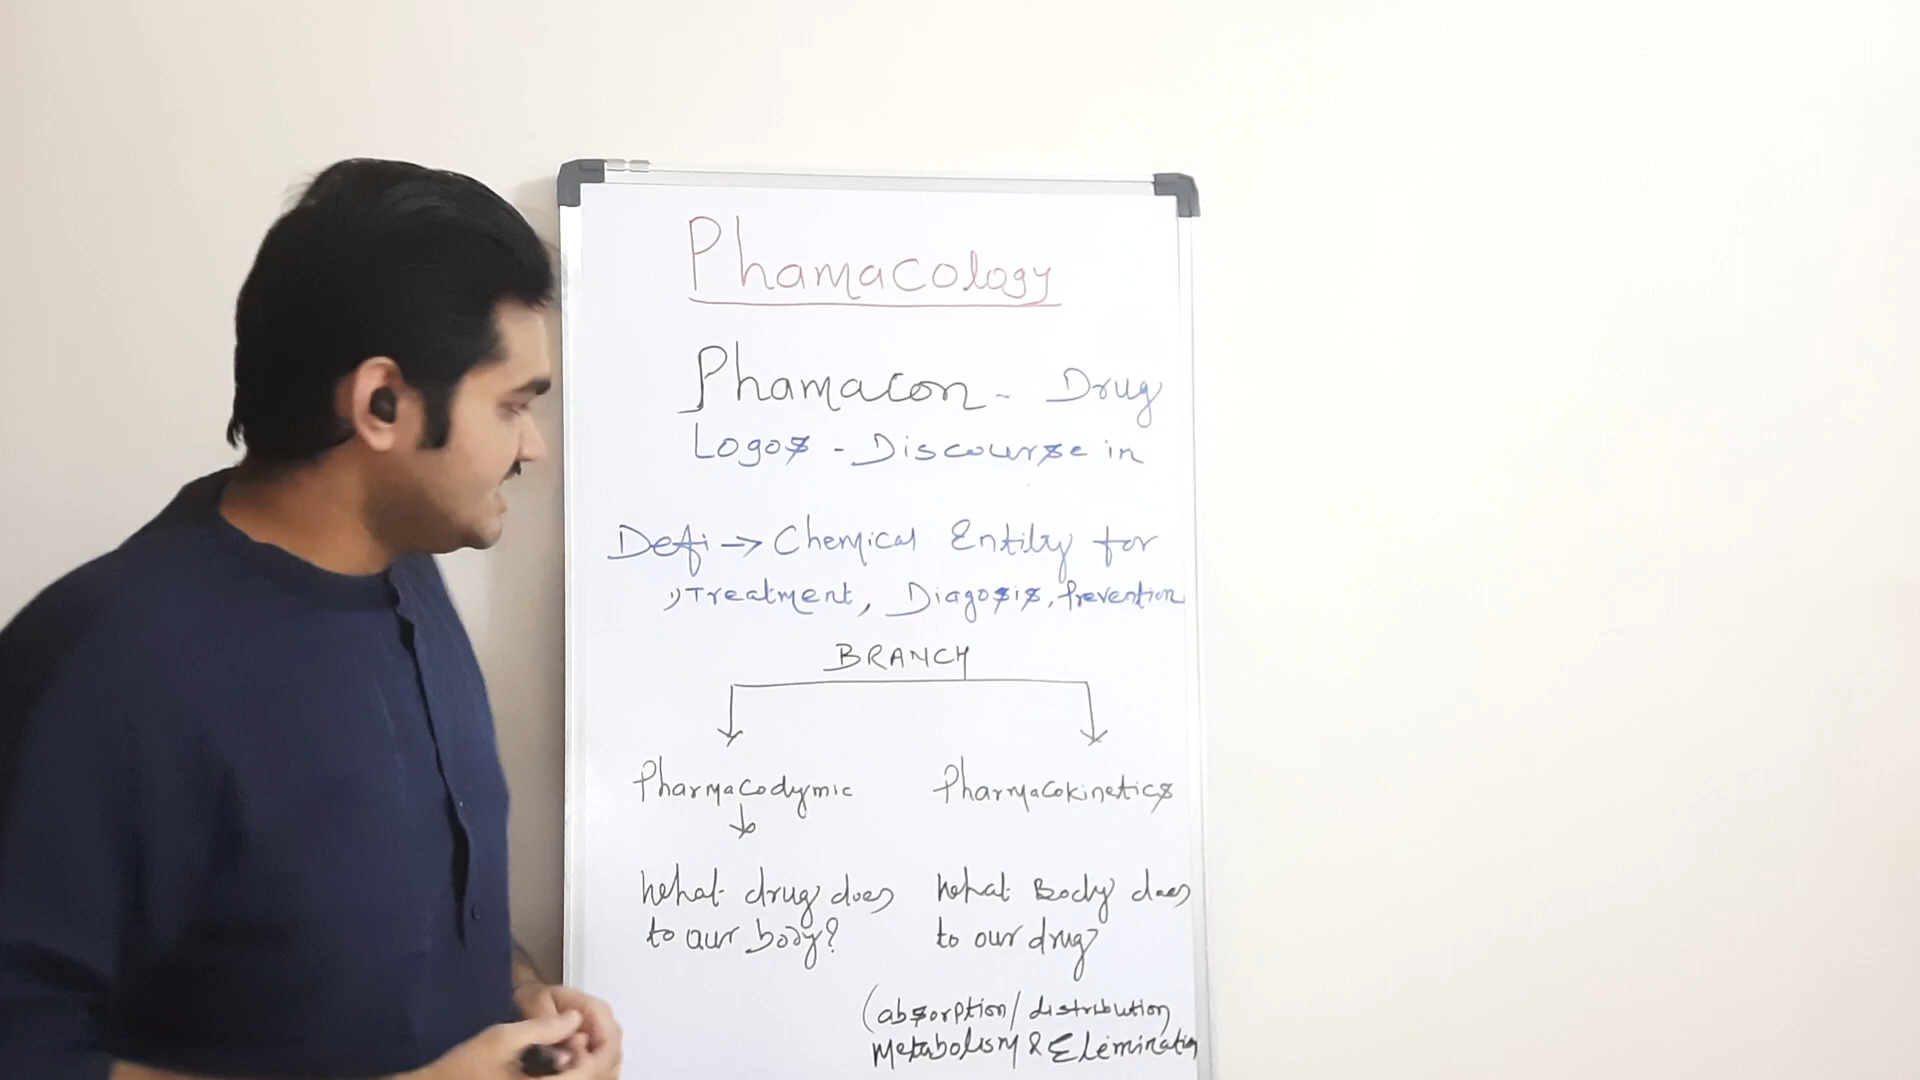 Phamacology
Phamacon - Drug
Logos - Discourse in
Defi → Chemical Entity for
1) Treatment, Diagosis, Prevention
BRANCH
Pharmacodymic Pharmacokinetics
What drug does What Body does
to our body? to our drug?
(absorption/distribution
Metabolism & Elemination